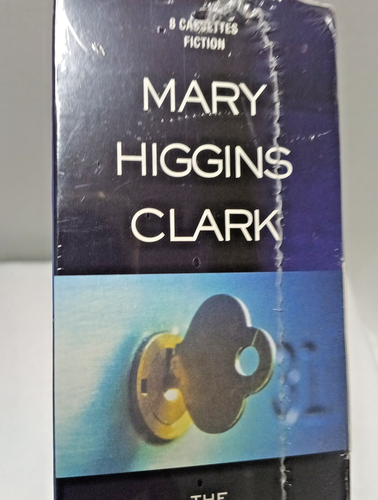 8 CASSETTES
FICTION
MARY
HIGGINS
CLARK
THE